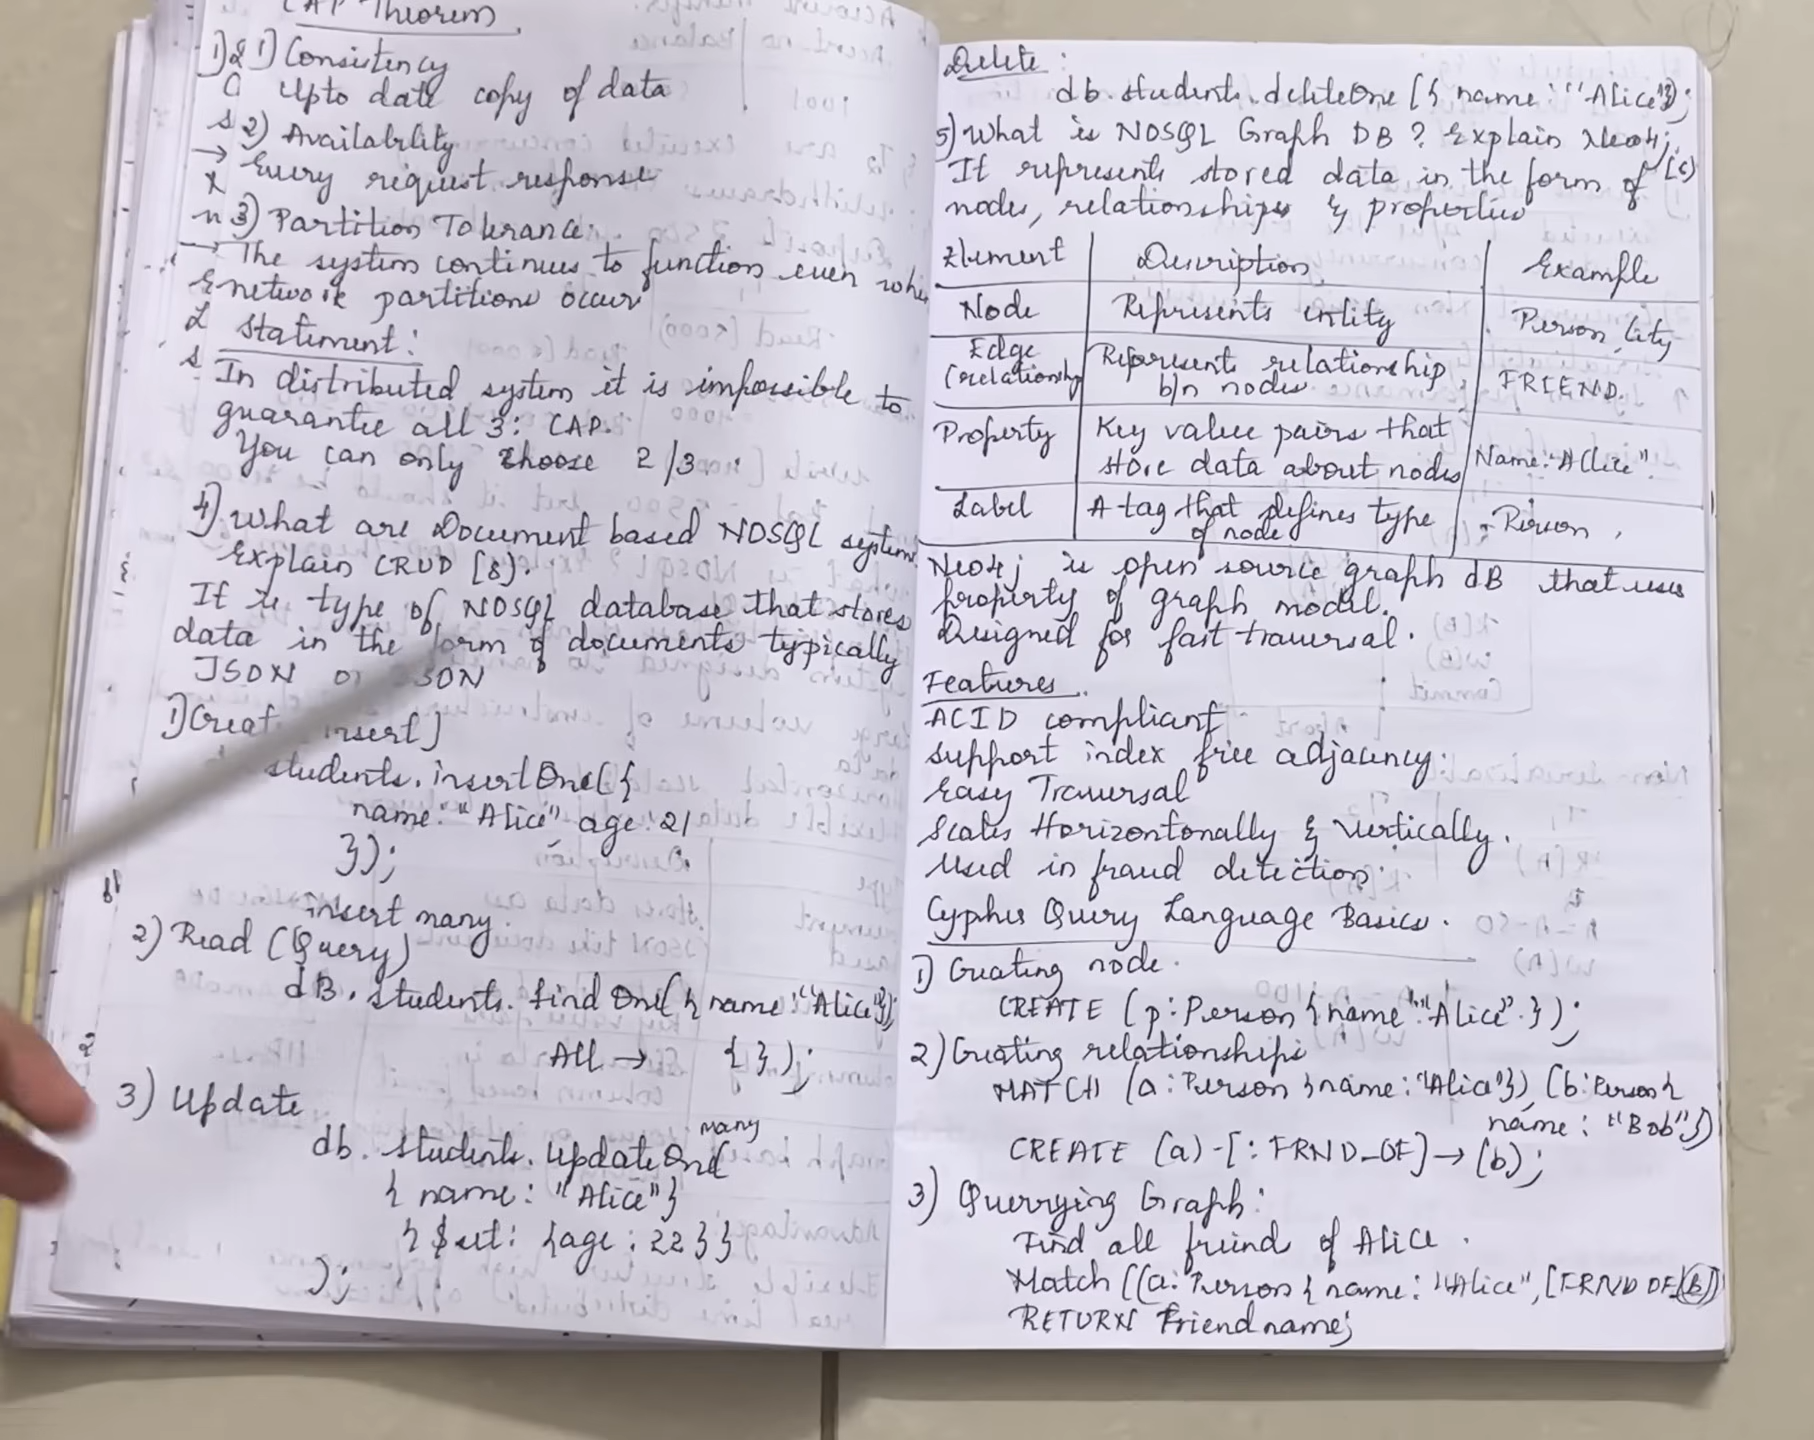 CAP Theorem
1) Consistency
Upto date copy of data
2) Availability
→ Every request response
3) Partition Tolerance:
→ The system continues to function even when
network partitions occur
Statement:
In distributed system it is impossible to
guarantee all 3: CAP.
You can only choose 2/3.
4) What are Document based NOSQL system
Explain CRUD [8].
It is type of NOSQL database that stores
data in the form of documents typically
JSON or SON
1) Creat insert]
students.insertOne({
name: "Alice" age: 21
});
insert many.
2) Read (Query)
dB. students. find One({ name: "Alice"});
ALL → { });
3) Update
many
db. students. Update One(
{ name: "Alice"}
{ $set: {age: 22}}
);
Delete:
db.students.deleteOne[{ name: "Alice"});
5) What is NOSQL Graph DB? Explain Neo4j. [6]
It represents stored data in the form of
nodes, relationships & properties
Element Description Example
Node Represents entity Person, City
Edge (relationship Represent relationship b/n nodes FRIEND.
Property Key value pairs that store data about nodes Name: "Alice".
Label A tag that defines type of node Person.
Neo4j is open source graph dB that uses
property of graph model.
Designed for fast traversal.
Features.
ACID compliant
support index free adjacency.
Easy Traversal
Scales Horizontonally & vertically.
Used in fraud detection.
Cypher Query Language Basics.
1) Creating node.
CREATE (p: Person {name: "Alice"});
2) Creating relationships
MATCH (a: Person {name: "Alice"}), (b: Person {
name: "Bob"})
CREATE (a)-[: FRND_OF]→(b);
3) Querrying Graph:
Find all friend of Alice.
Match ((a: Person { name: "Alice", [FRND OF (B)])
RETURN Friend name;